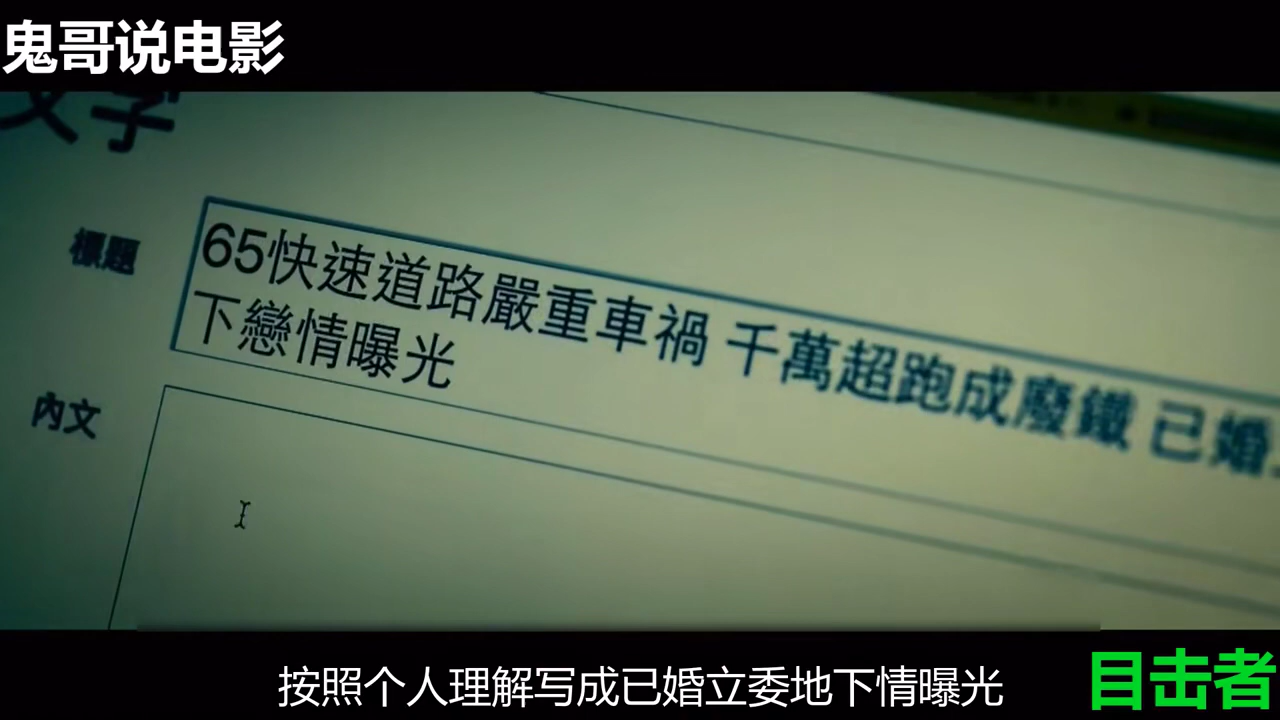 鬼哥说电影
文字
標題
65快速道路嚴重車禍 千萬超跑成廢鐵 已婚
下戀情曝光
內文
按照个人理解写成已婚立委地下情曝光
目击者